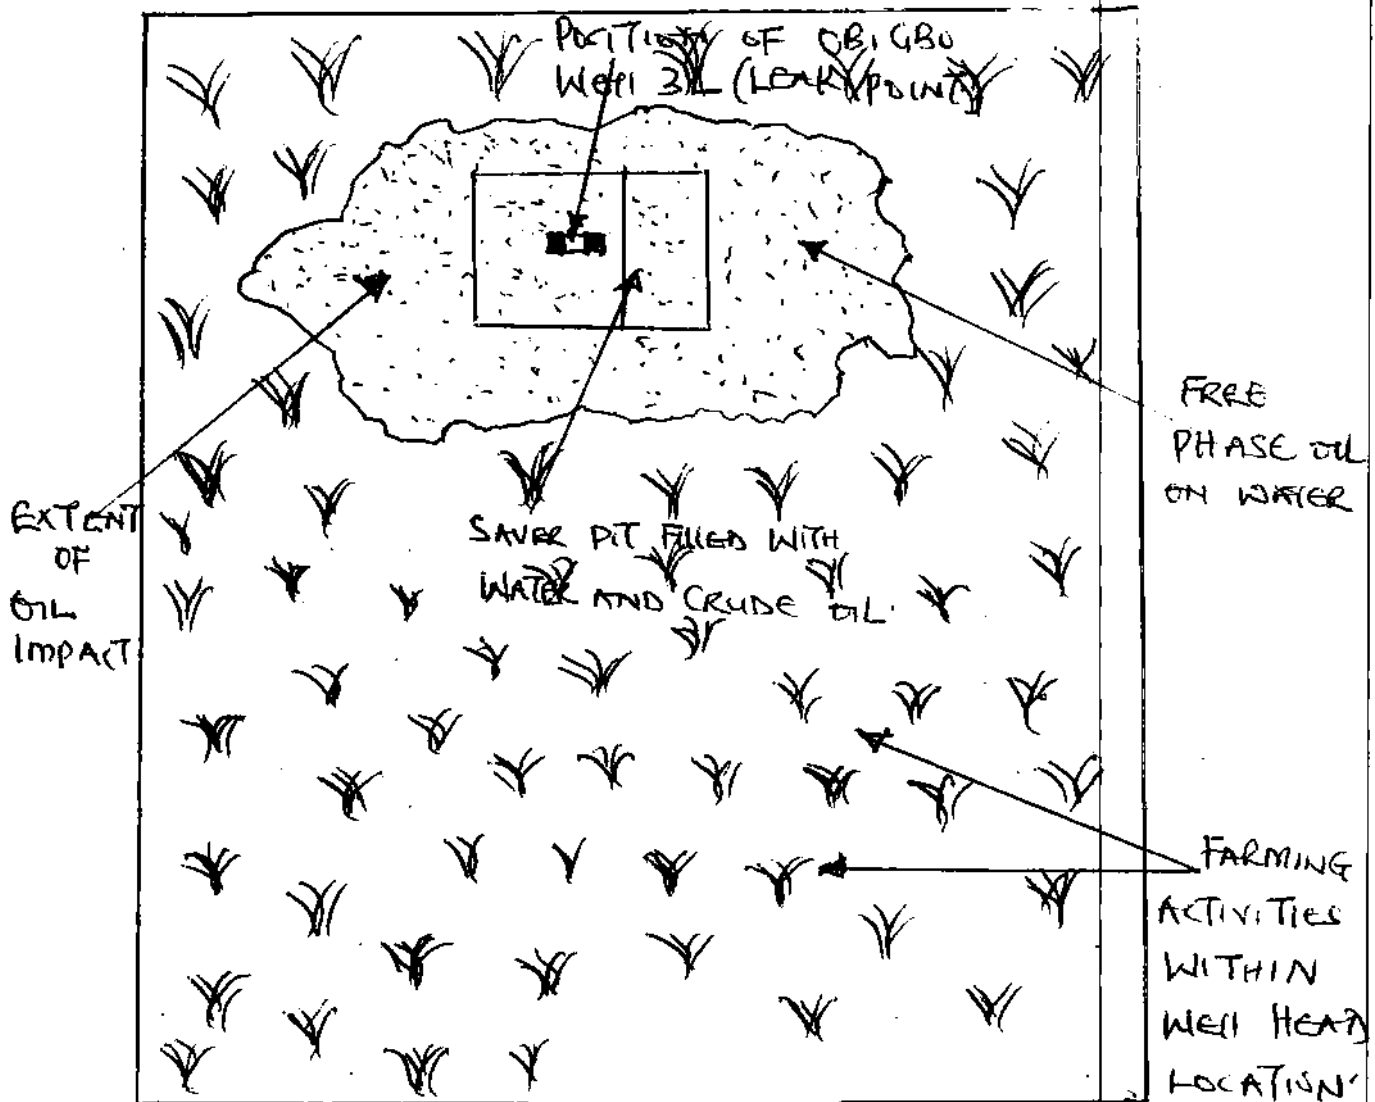 POSITION OF OBIGBO
WELL 31L (LEAK POINT)
FREE
PHASE OIL
ON WATER
EXTENT
OF
OIL
IMPACT
SAVER PIT FILLED WITH
WATER AND CRUDE OIL.
FARMING
ACTIVITIES
WITHIN
WELL HEAD
LOCATION